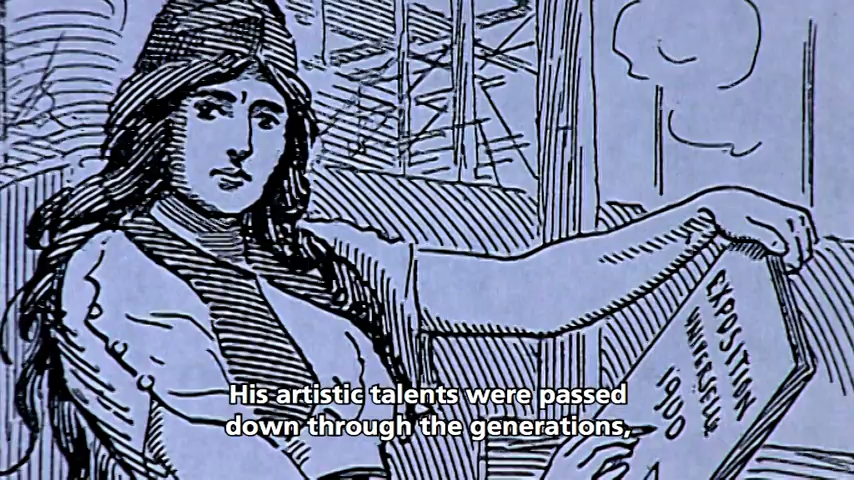 EXPOSITION
UNIVERSELLE
1900
His artistic talents were passed
down through the generations,